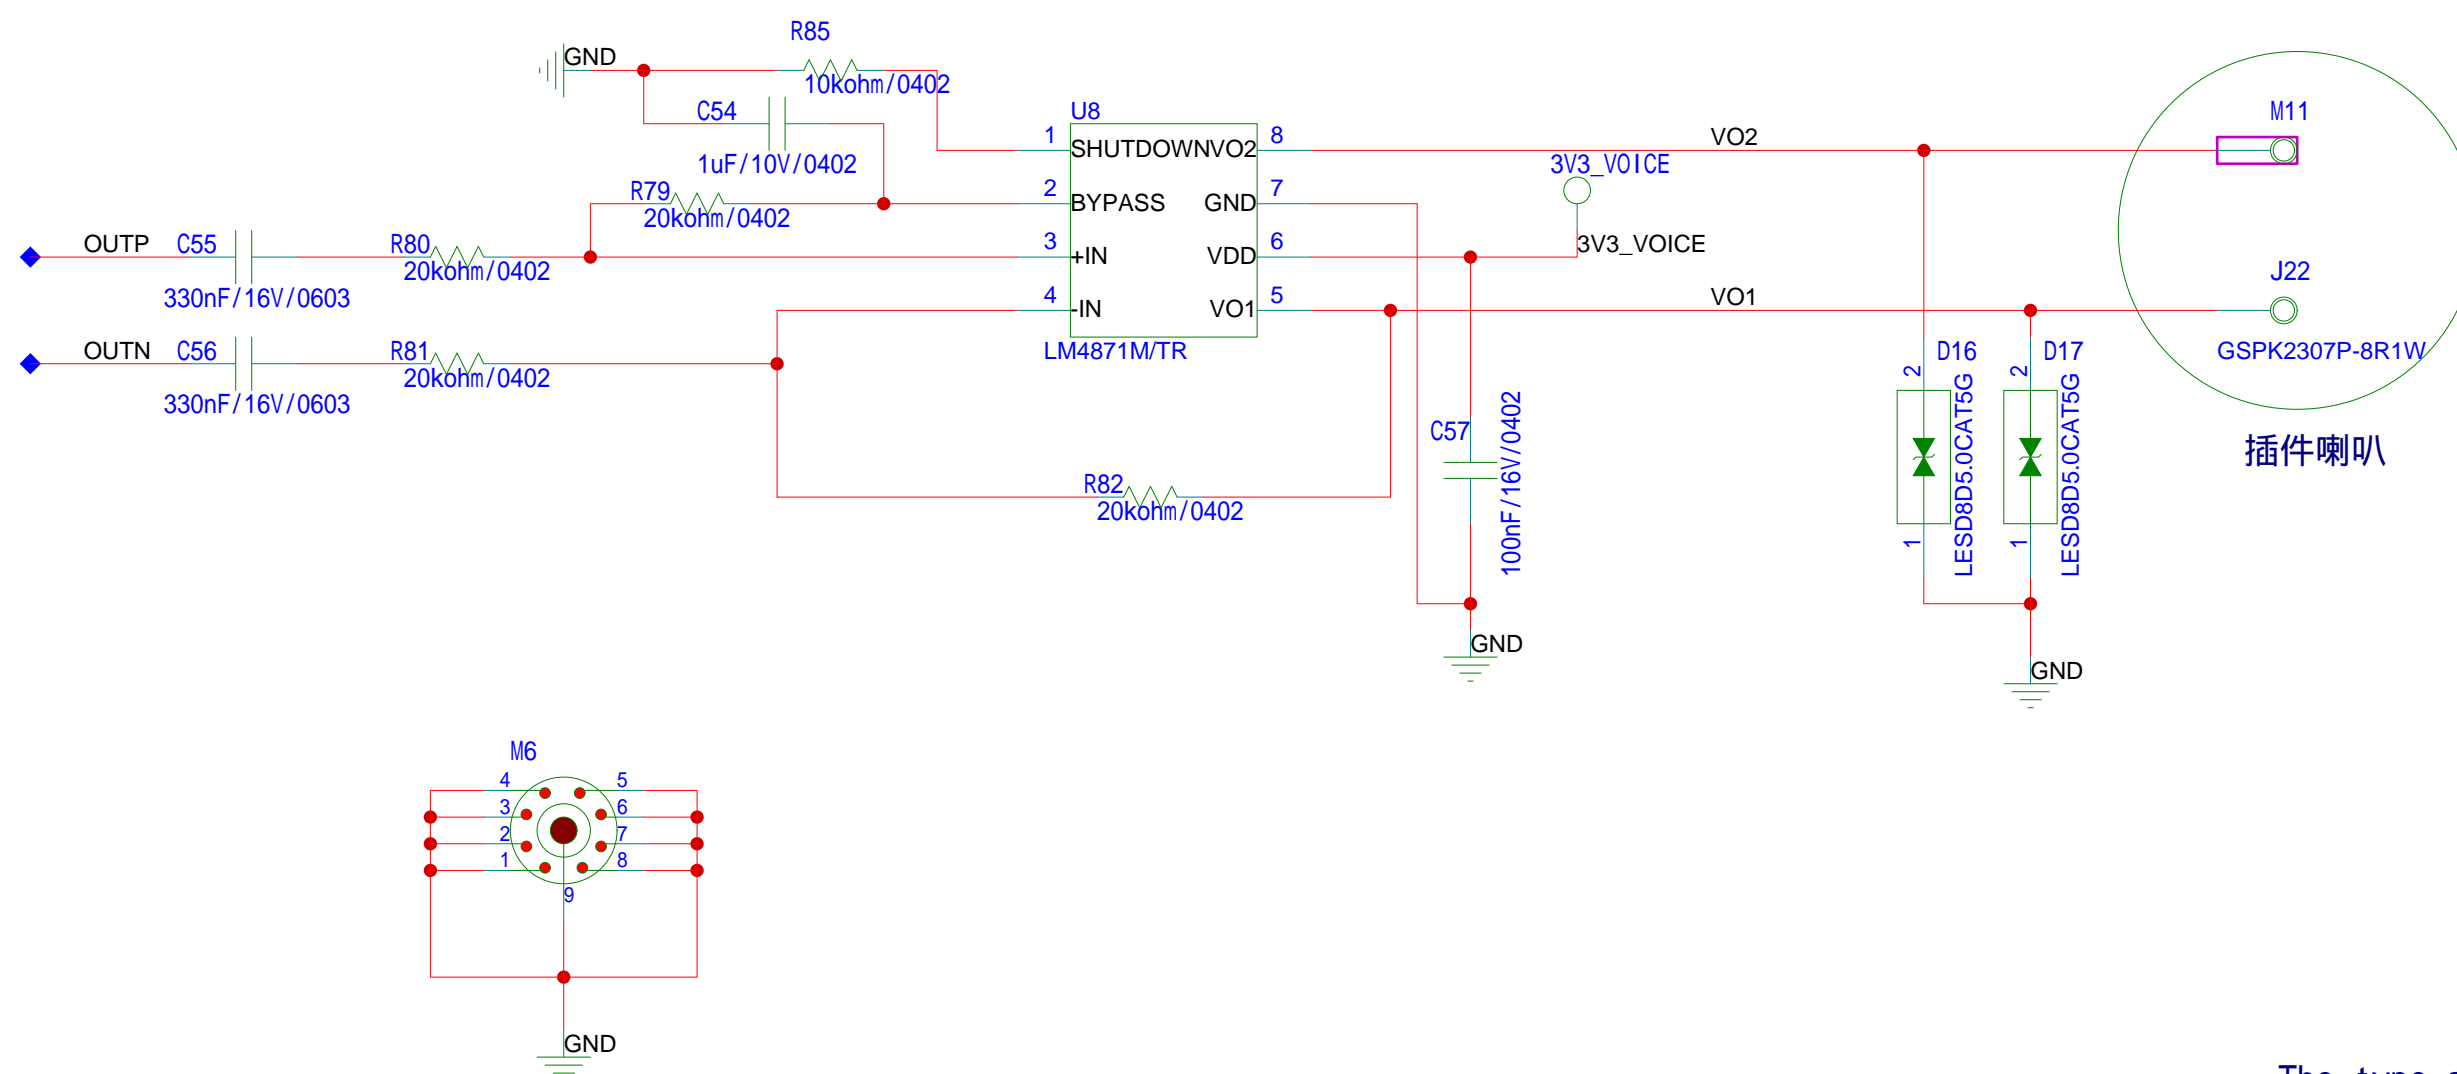 R85
GND
10kohm/0402
C54
1uF/10V/0402
U8
1
SHUTDOWN
VO2
8
2
BYPASS
GND
7
3
+IN
VDD
6
4
-IN
VO1
5
LM4871M/TR
R79
20kohm/0402
OUTP
C55
330nF/16V/0603
R80
20kohm/0402
OUTN
C56
330nF/16V/0603
R81
20kohm/0402
R82
20kohm/0402
VO2
3V3_VOICE
3V3_VOICE
VO1
C57
100nF/16V/0402
GND
D16
2
1
LESD8D5.0CAT5G
D17
2
1
LESD8D5.0CAT5G
GND
M11
J22
GSPK2307P-8R1W
插件喇叭
M6
4
5
3
6
2
7
1
8
9
GND
The type